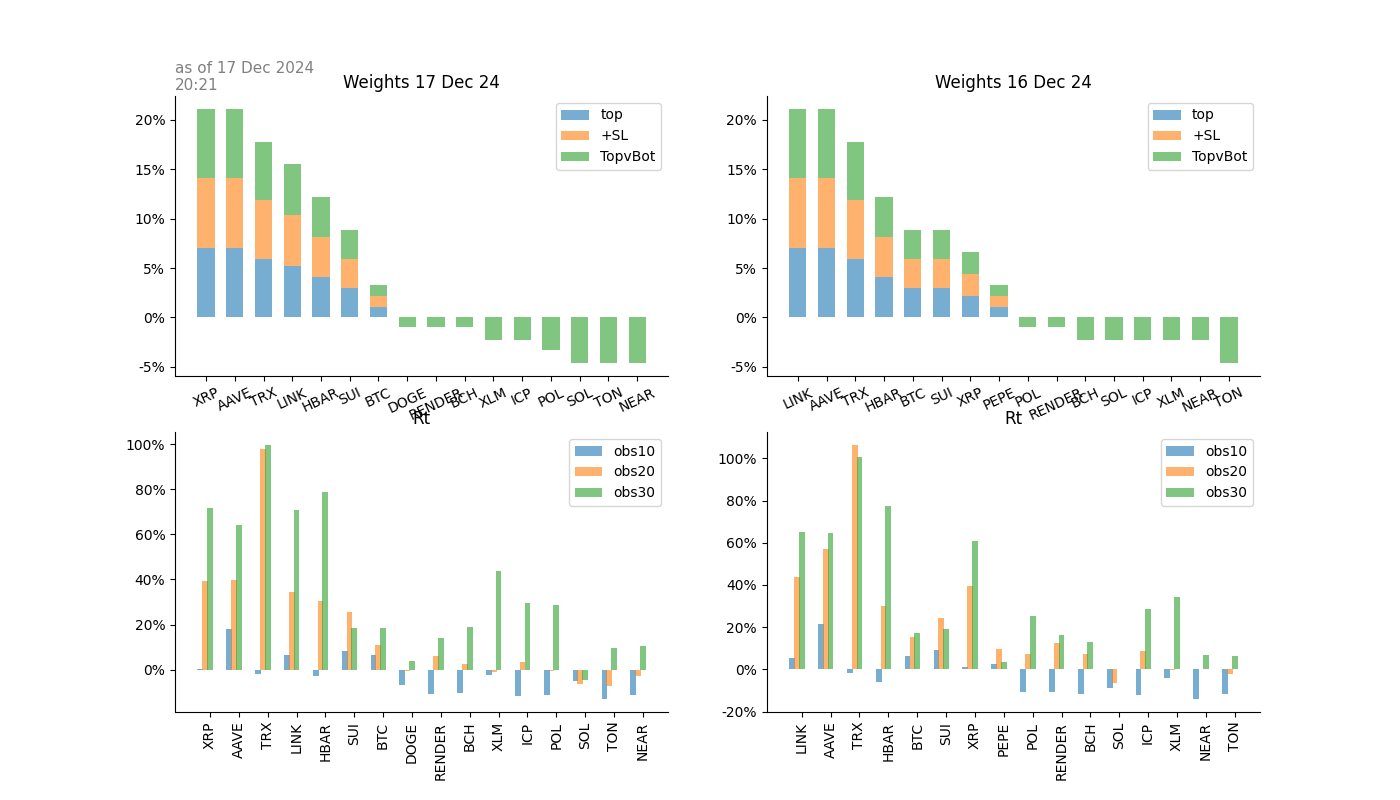 as of 17 Dec 2024
20:21
Weights 17 Dec 24
20%
15%
10%
5%
0%
-5%
top
+SL
TopvBot
XRP AAVE TRX LINK HBAR SUI BTC DOGE RENDER BCH XLM ICP POL SOL TON NEAR
Weights 16 Dec 24
20%
15%
10%
5%
0%
-5%
top
+SL
TopvBot
LINK AAVE TRX HBAR BTC SUI XRP PEPE POL RENDER BCH SOL ICP XLM NEAR TON
Rt
100%
80%
60%
40%
20%
0%
obs10
obs20
obs30
XRP AAVE TRX LINK HBAR SUI BTC DOGE RENDER BCH XLM ICP POL SOL TON NEAR
Rt
100%
80%
60%
40%
20%
0%
-20%
obs10
obs20
obs30
LINK AAVE TRX HBAR BTC SUI XRP PEPE POL RENDER BCH SOL ICP XLM NEAR TON